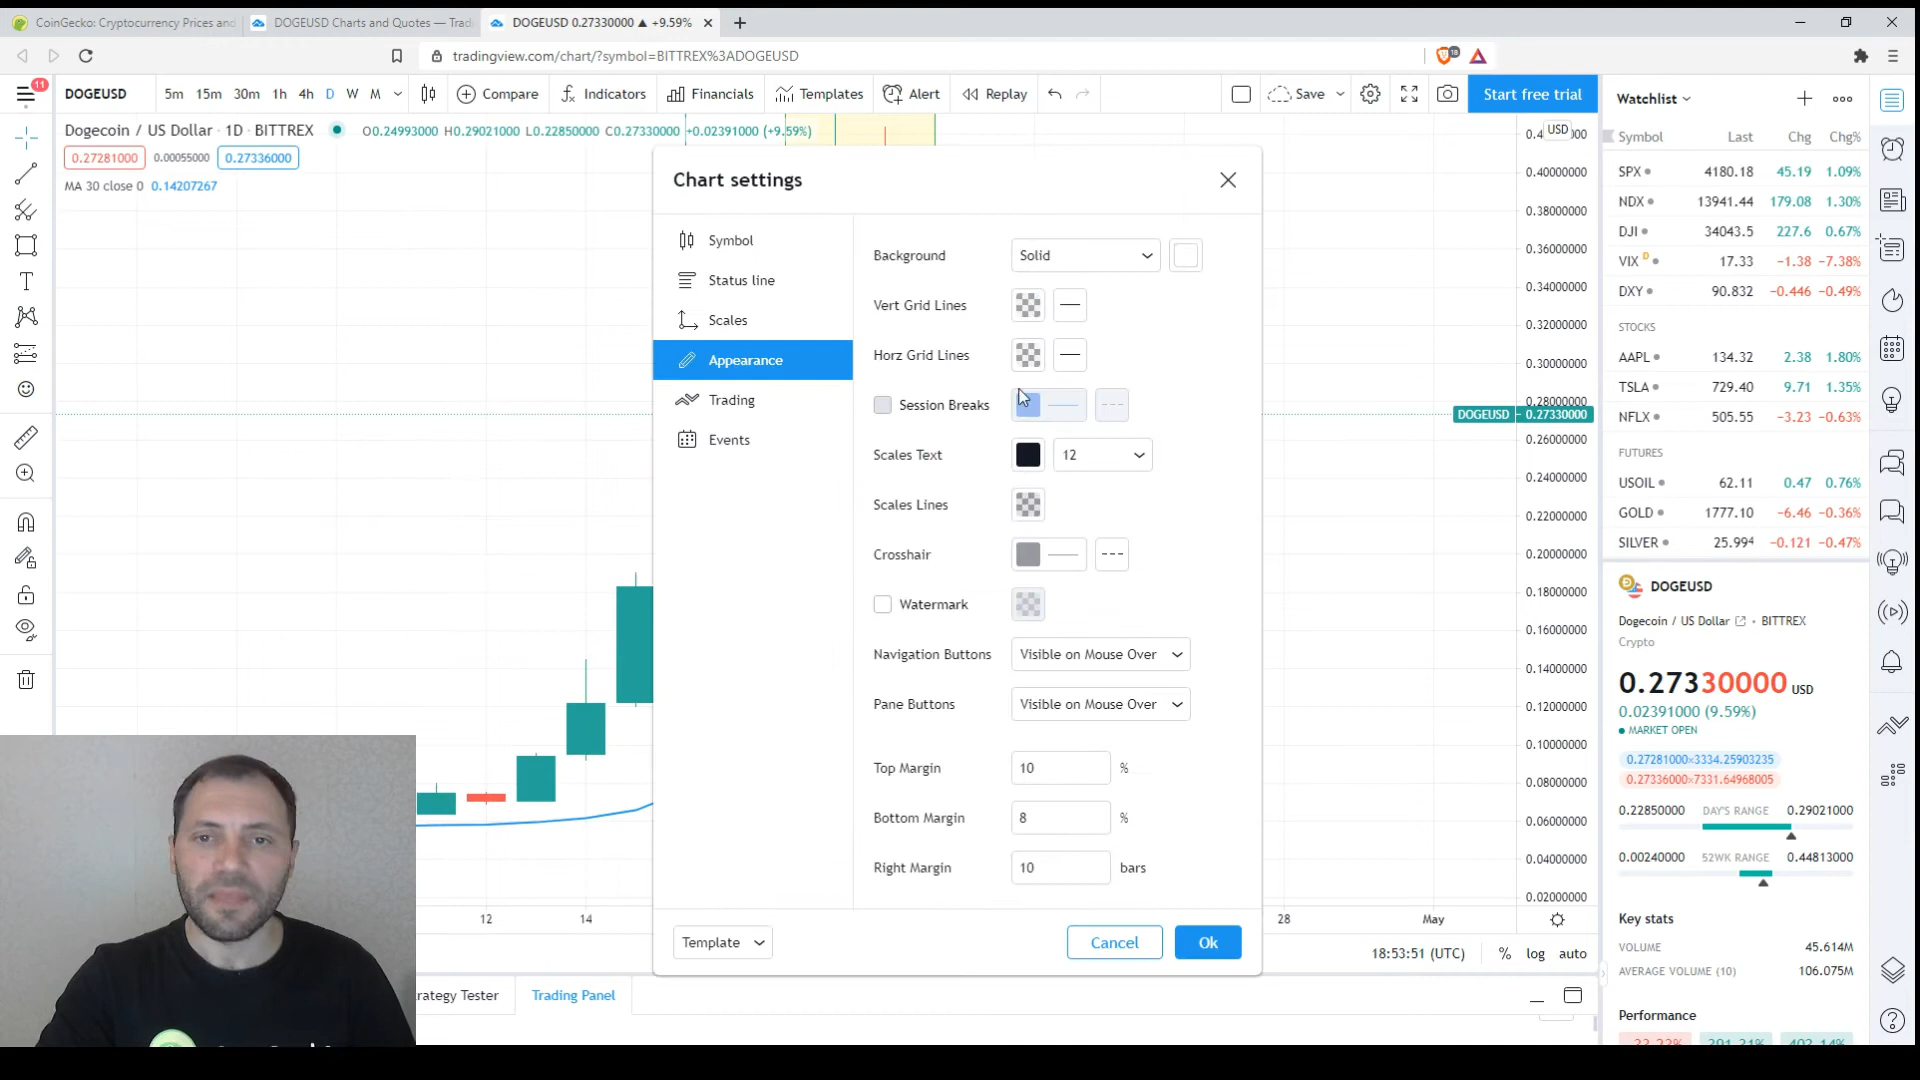 CoinGecko: Cryptocurrency Prices and
DOGEUSD Charts and Quotes — Tradi
DOGEUSD 0.27330000 ▲ +9.59%
tradingview.com/chart/?symbol=BITTREX%3ADOGEUSD
18
11
DOGEUSD 5m 15m 30m 1h 4h D W M Compare Indicators Financials Templates Alert Replay Save Start free trial
Dogecoin / US Dollar · 1D · BITTREX O0.24993000 H0.29021000 L0.22850000 C0.27330000 +0.02391000 (+9.59%)
0.27281000 0.00055000 0.27336000
MA 30 close 0 0.14207267
USD
0.40000000
0.38000000
0.36000000
0.34000000
0.32000000
0.30000000
0.28000000
DOGEUSD 0.27330000
0.26000000
0.24000000
0.22000000
0.20000000
0.18000000
0.16000000
0.14000000
0.12000000
0.10000000
0.08000000
0.06000000
0.04000000
0.02000000
12 14 28 May
18:53:51 (UTC) % log auto
Chart settings
Symbol
Status line
Scales
Appearance
Trading
Events
Background Solid
Vert Grid Lines
Horz Grid Lines
Session Breaks
Scales Text 12
Scales Lines
Crosshair
Watermark
Navigation Buttons Visible on Mouse Over
Pane Buttons Visible on Mouse Over
Top Margin 10 %
Bottom Margin 8 %
Right Margin 10 bars
Template Cancel Ok
rategy Tester Trading Panel
Watchlist
Symbol Last Chg Chg%
SPX 4180.18 45.19 1.09%
NDX 13941.44 179.08 1.30%
DJI 34043.5 227.6 0.67%
VIX D 17.33 −1.38 −7.38%
DXY 90.832 −0.446 −0.49%
STOCKS
AAPL 134.32 2.38 1.80%
TSLA 729.40 9.71 1.35%
NFLX 505.55 −3.23 −0.63%
FUTURES
USOIL 62.11 0.47 0.76%
GOLD 1777.10 −6.46 −0.36%
SILVER 25.994 −0.121 −0.47%
DOGEUSD
Dogecoin / US Dollar · BITTREX
Crypto
0.27330000 USD
0.02391000 (9.59%)
MARKET OPEN
0.27281000×3334.25903235
0.27336000×7331.64968005
0.22850000 DAY'S RANGE 0.29021000
0.00240000 52WK RANGE 0.44813000
Key stats
VOLUME 45.614M
AVERAGE VOLUME (10) 106.075M
Performance